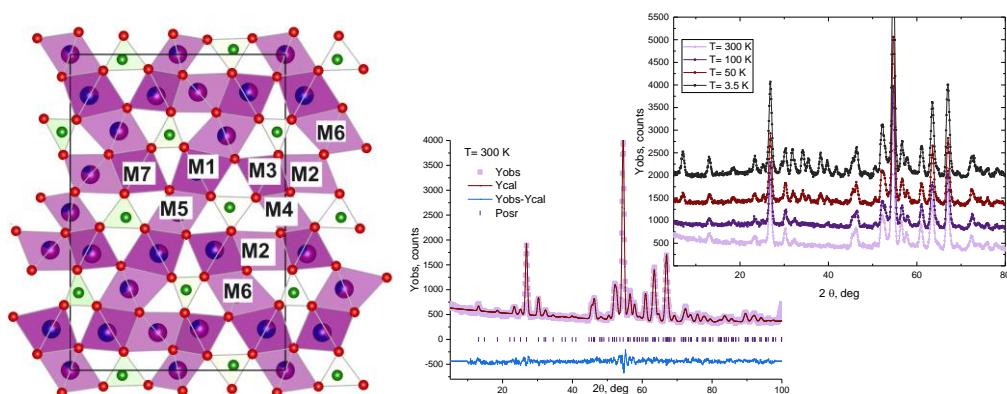 M6
M7
M1
M3
M2
M5
M4
M2
M6
Yobs, counts
4000
3500
3000
2500
2000
1500
1000
500
0
-500
T= 300 K
Yobs
Ycal
Yobs-Ycal
Posr
20
40
60
80
100
2θ, deg
Yobs, counts
5500
5000
4500
4000
3500
3000
2500
2000
1500
1000
500
T= 300 K
T= 100 K
T= 50 K
T= 3.5 K
20
40
60
80
2 θ, deg